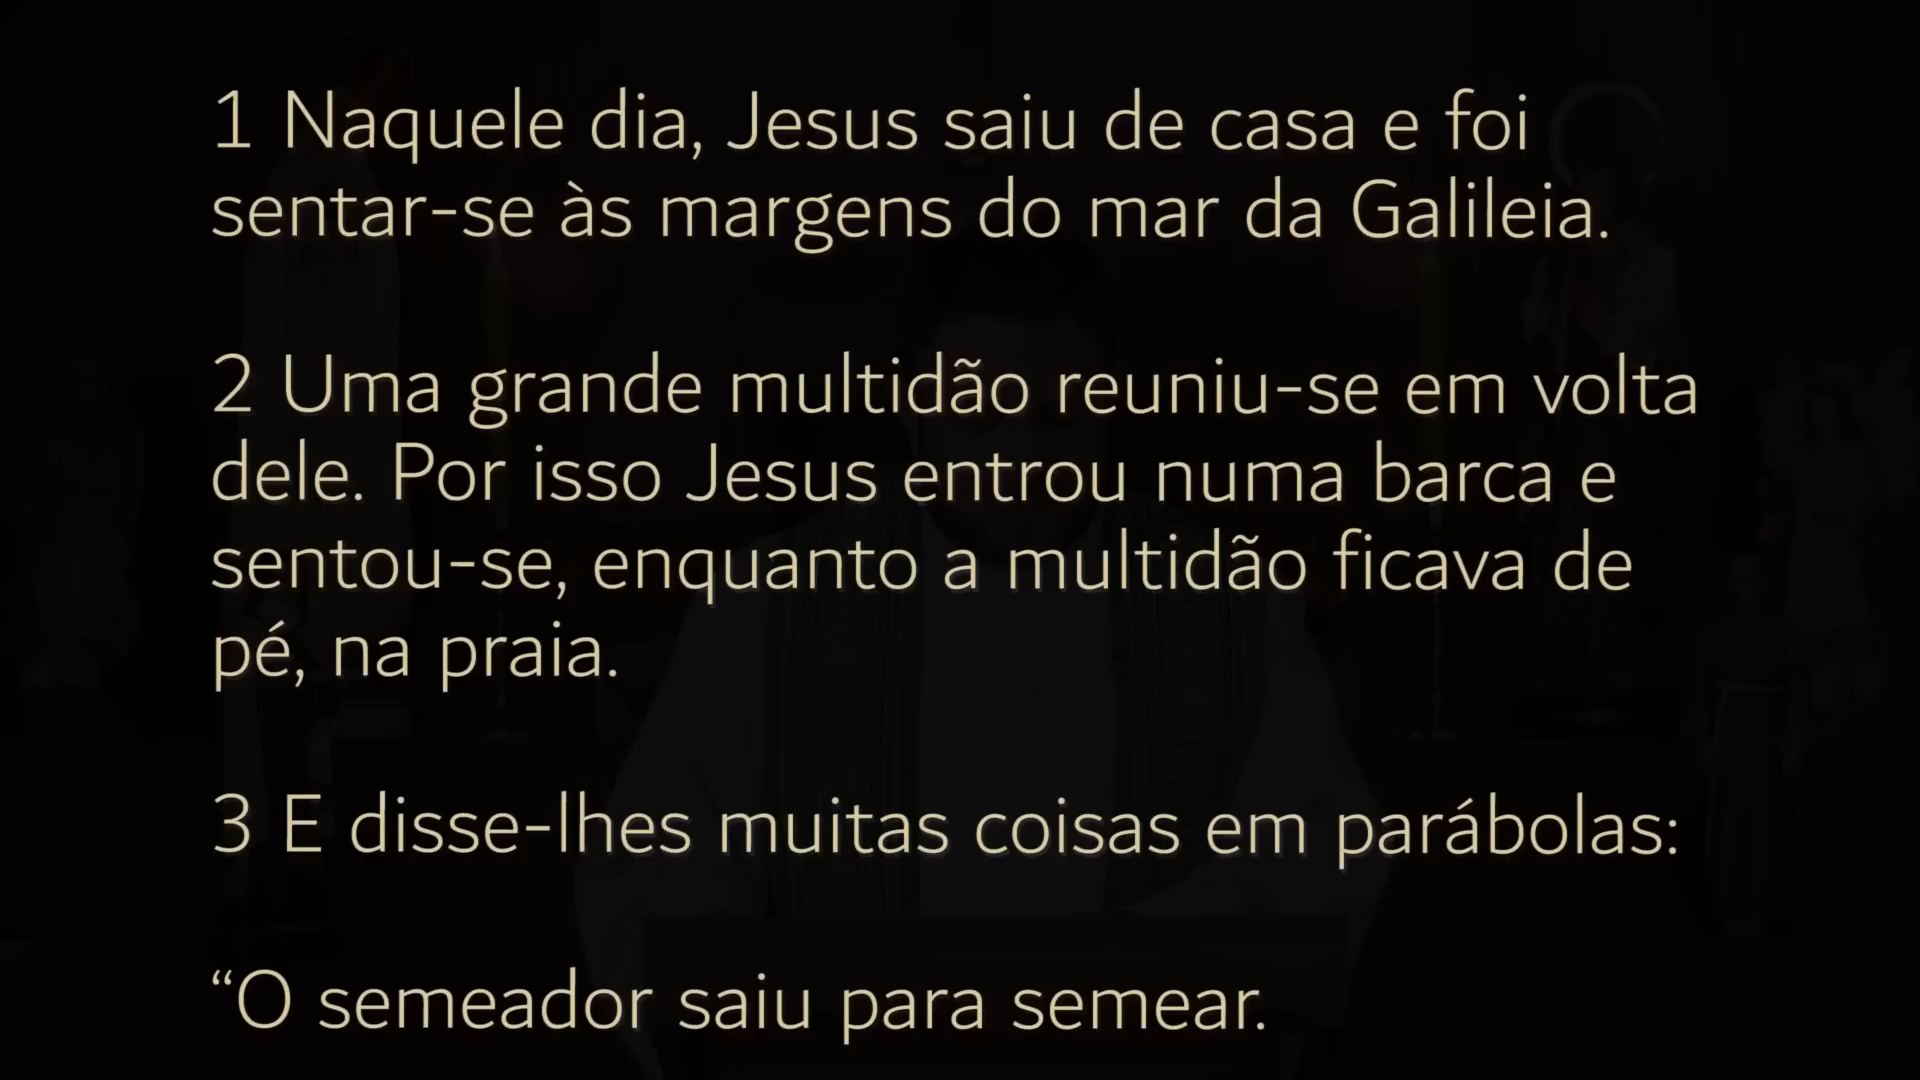 1 Naquele dia, Jesus saiu de casa e foi
sentar-se às margens do mar da Galileia.
2 Uma grande multidão reuniu-se em volta
dele. Por isso Jesus entrou numa barca e
sentou-se, enquanto a multidão ficava de
pé, na praia.
3 E disse-lhes muitas coisas em parábolas:
“O semeador saiu para semear.